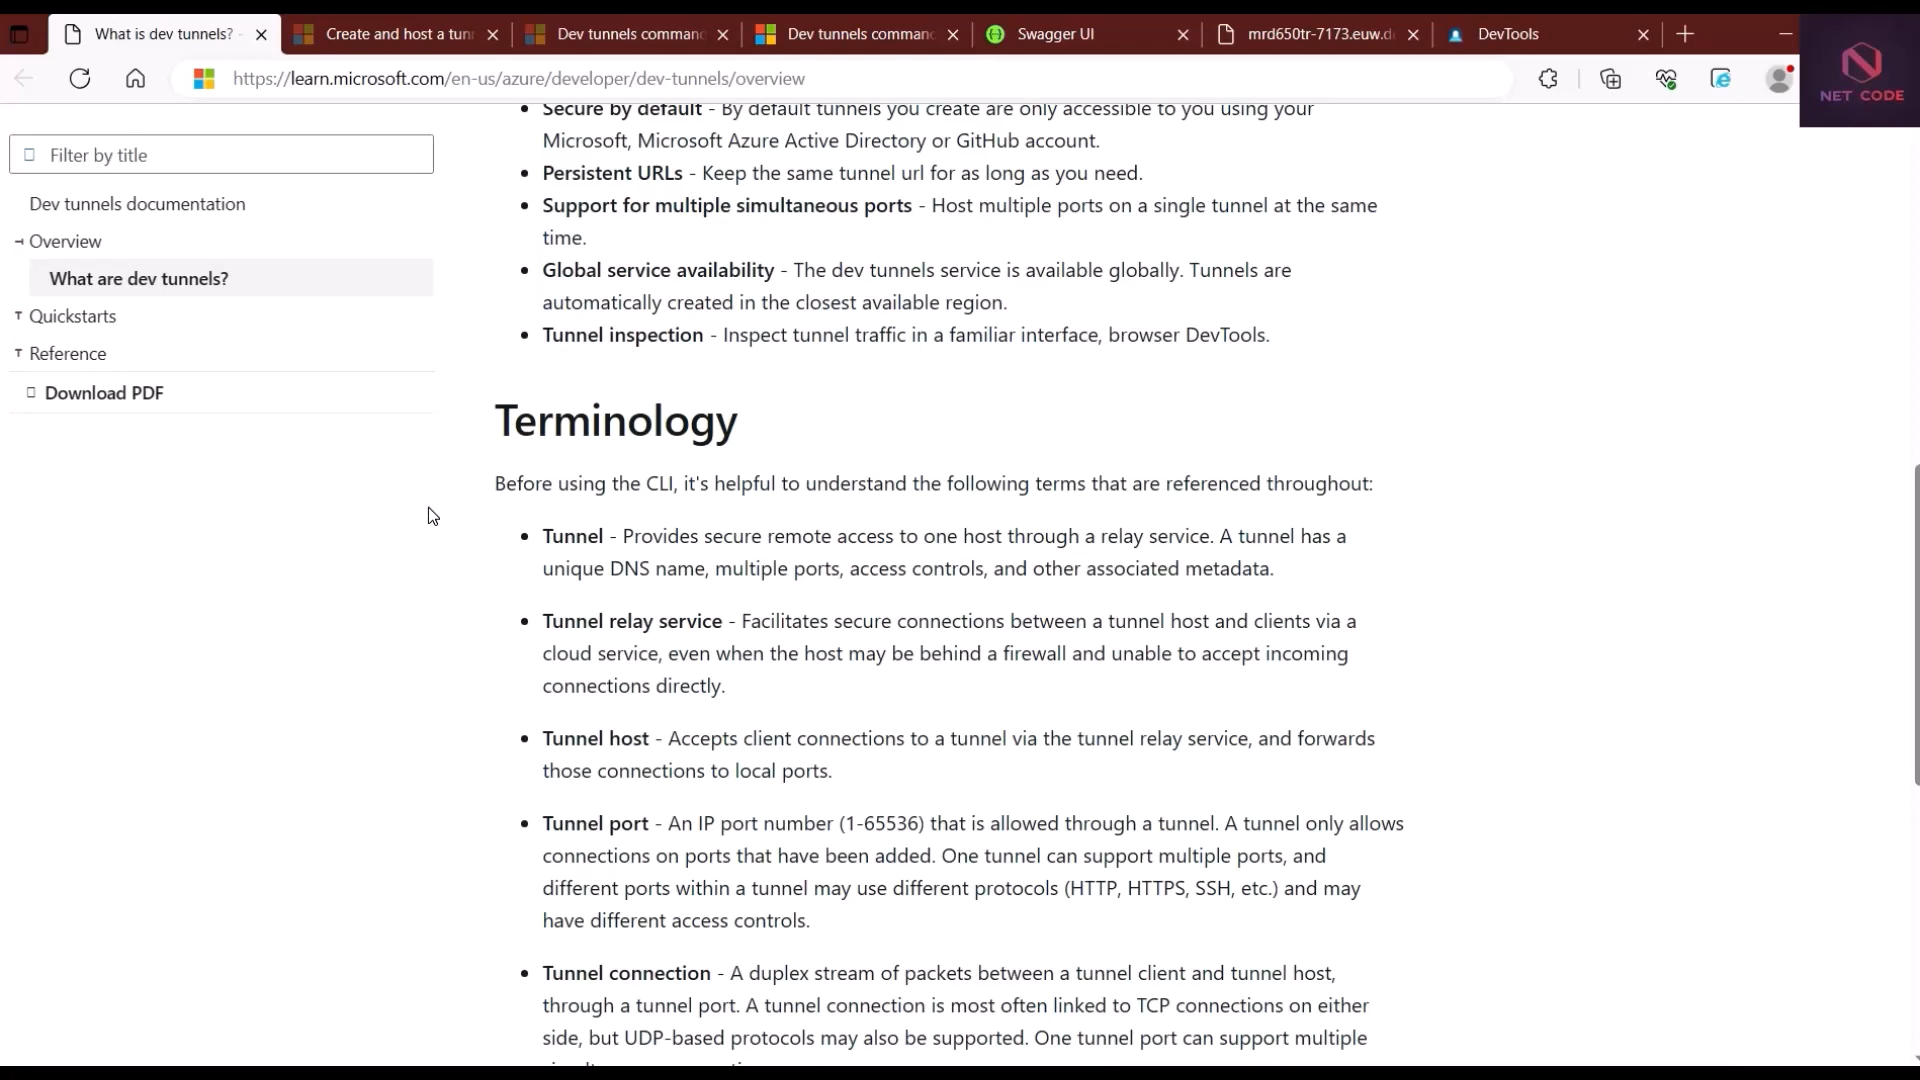 What is dev tunnels? -
Create and host a tun
Dev tunnels comman
Dev tunnels comman
Swagger UI
mrd650tr-7173.euw.d
DevTools
https://learn.microsoft.com/en-us/azure/developer/dev-tunnels/overview
NET CODE
Filter by title
Dev tunnels documentation
Overview
What are dev tunnels?
Quickstarts
Reference
Download PDF
Secure by default - By default tunnels you create are only accessible to you using your
Microsoft, Microsoft Azure Active Directory or GitHub account.
Persistent URLs - Keep the same tunnel url for as long as you need.
Support for multiple simultaneous ports - Host multiple ports on a single tunnel at the same
time.
Global service availability - The dev tunnels service is available globally. Tunnels are
automatically created in the closest available region.
Tunnel inspection - Inspect tunnel traffic in a familiar interface, browser DevTools.
Terminology
Before using the CLI, it's helpful to understand the following terms that are referenced throughout:
Tunnel - Provides secure remote access to one host through a relay service. A tunnel has a
unique DNS name, multiple ports, access controls, and other associated metadata.
Tunnel relay service - Facilitates secure connections between a tunnel host and clients via a
cloud service, even when the host may be behind a firewall and unable to accept incoming
connections directly.
Tunnel host - Accepts client connections to a tunnel via the tunnel relay service, and forwards
those connections to local ports.
Tunnel port - An IP port number (1-65536) that is allowed through a tunnel. A tunnel only allows
connections on ports that have been added. One tunnel can support multiple ports, and
different ports within a tunnel may use different protocols (HTTP, HTTPS, SSH, etc.) and may
have different access controls.
Tunnel connection - A duplex stream of packets between a tunnel client and tunnel host,
through a tunnel port. A tunnel connection is most often linked to TCP connections on either
side, but UDP-based protocols may also be supported. One tunnel port can support multiple